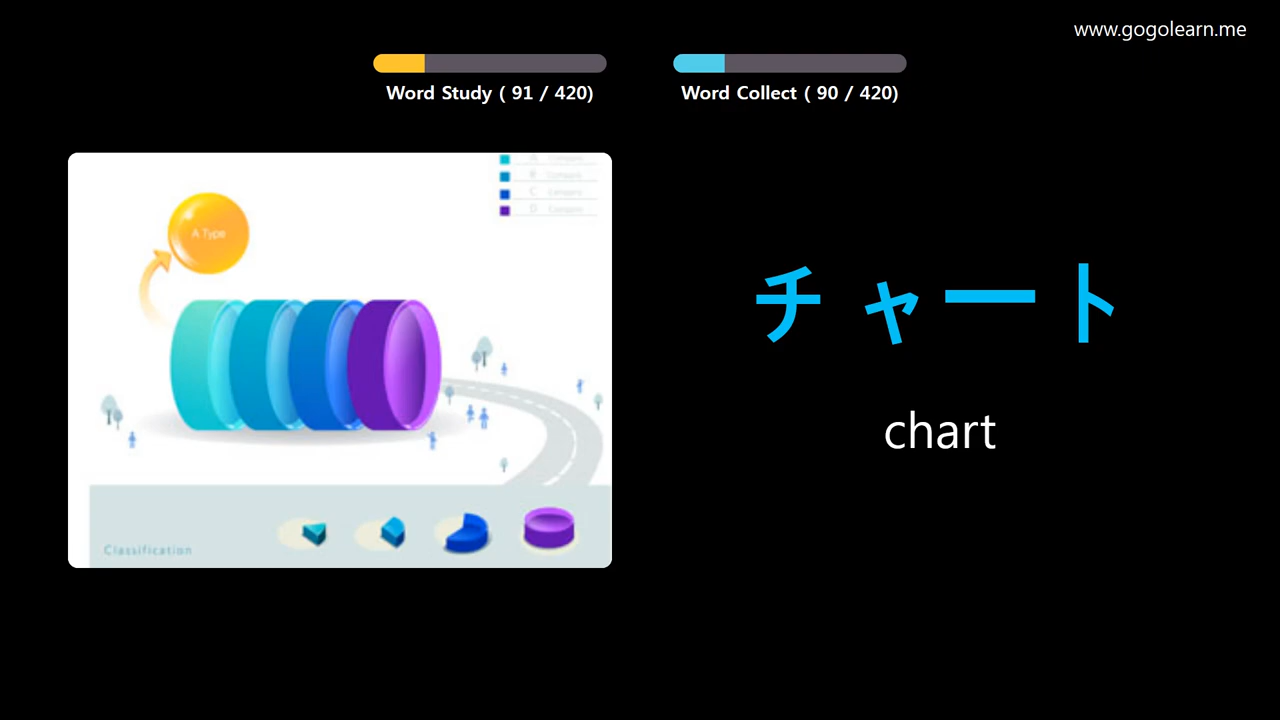 www.gogolearn.me
Word Study ( 91 / 420)
Word Collect ( 90 / 420)
A
B
C
D
A Type
Classification
チャート
chart